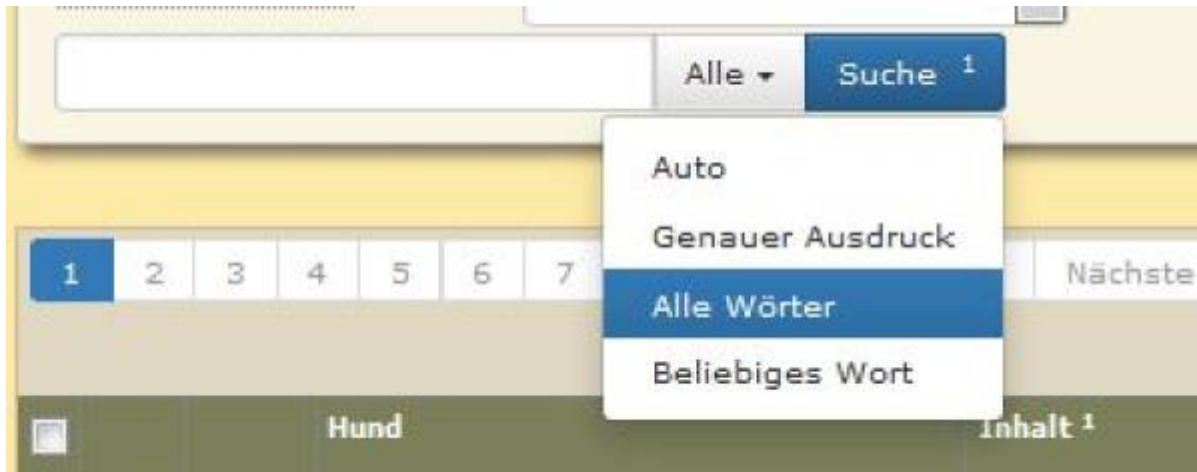 Alle
Suche 1
Auto
Genauer Ausdruck
Alle Wörter
Beliebiges Wort
1 2 3 4 5 6 7 Nächste
Hund Inhalt 1